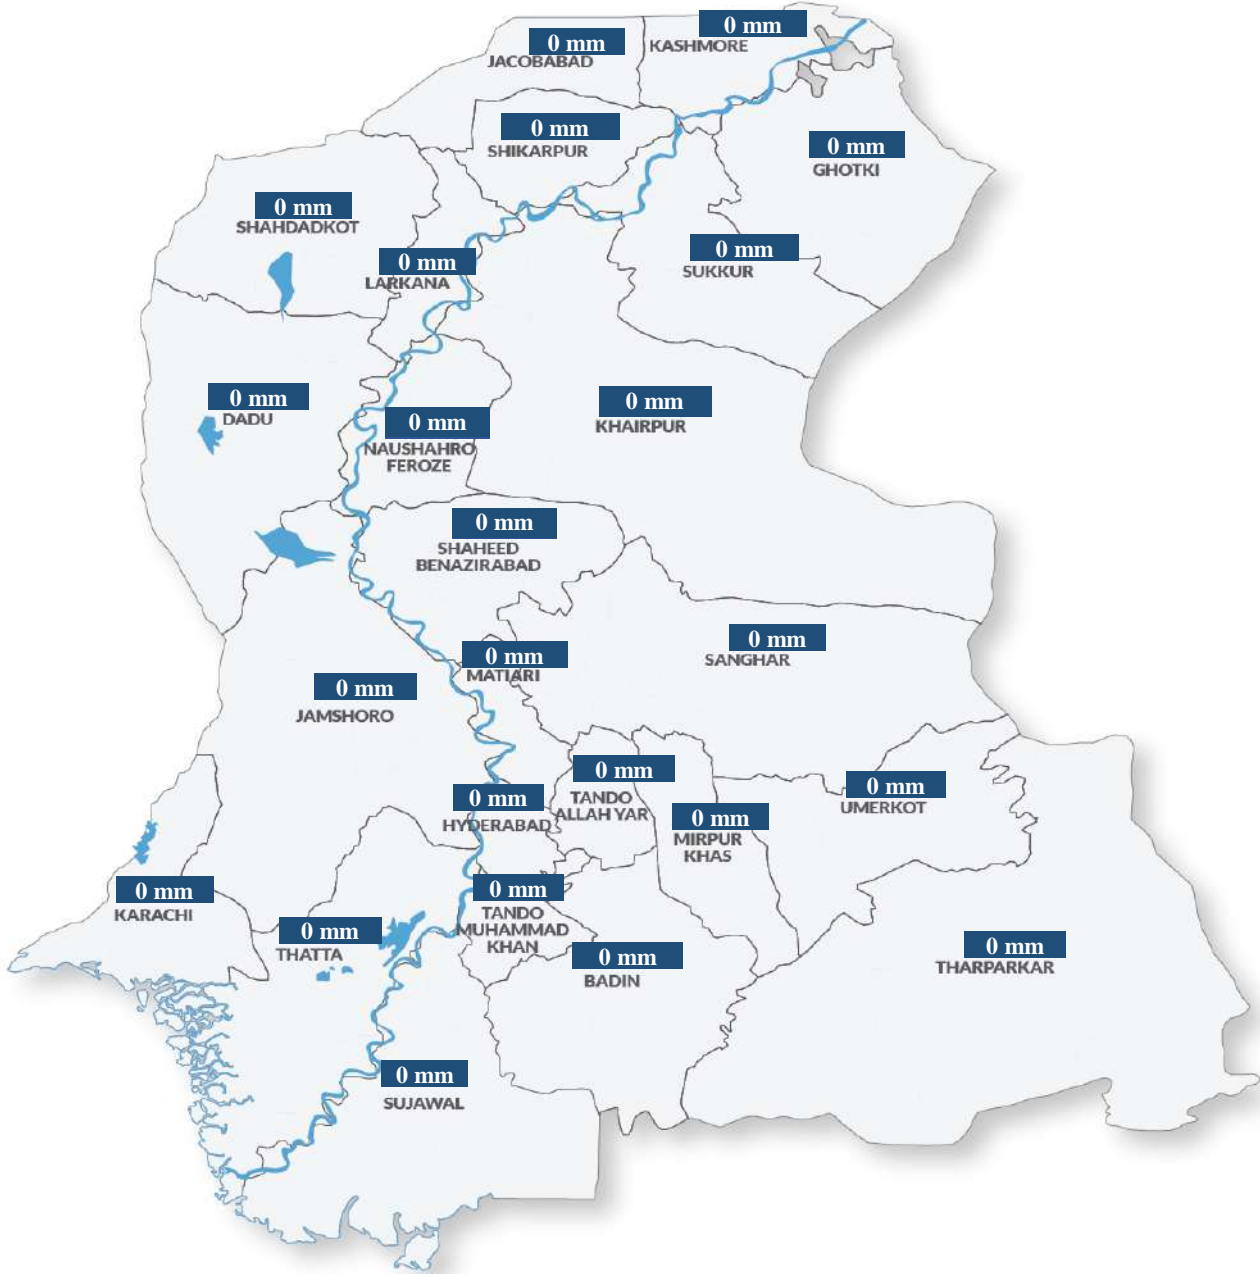 0 mm
KASHMORE
0 mm
JACOBABAD
0 mm
SHIKARPUR
0 mm
GHOTKI
0 mm
SHAHDADKOT
0 mm
SUKKUR
0 mm
LARKANA
0 mm
DADU
0 mm
KHAIRPUR
0 mm
NAUSHAHRO
FEROZE
0 mm
SHAHEED
BENAZIRABAD
0 mm
SANGHAR
0 mm
MATIARI
0 mm
JAMSHORO
0 mm
TANDO
ALLAH YAR
0 mm
UMERKOT
0 mm
HYDERABAD
0 mm
MIRPUR
KHAS
0 mm
KARACHI
0 mm
TANDO
MUHAMMAD
KHAN
0 mm
THATTA
0 mm
BADIN
0 mm
THARPARKAR
0 mm
SUJAWAL